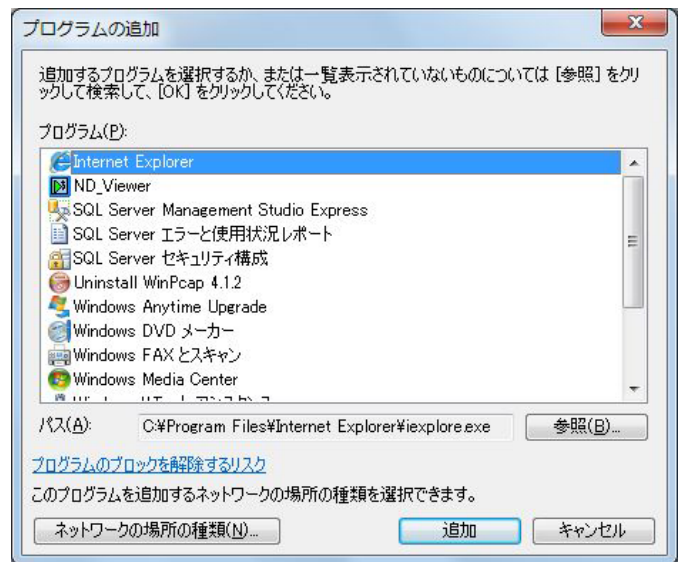 プログラムの追加
追加するプログラムを選択するか、または一覧表示されていないものについては [参照] をクリ
ックして検索して、[OK] をクリックしてください。
プログラム(P):
Internet Explorer
ND_Viewer
SQL Server Management Studio Express
SQL Server エラーと使用状況レポート
SQL Server セキュリティ構成
Uninstall WinPcap 4.1.2
Windows Anytime Upgrade
Windows DVD メーカー
Windows FAX とスキャン
Windows Media Center
パス(A): C:¥Program Files¥Internet Explorer¥iexplore.exe 参照(B)...
プログラムのブロックを解除するリスク
このプログラムを追加するネットワークの場所の種類を選択できます。
ネットワークの場所の種類(N)... 追加 キャンセル